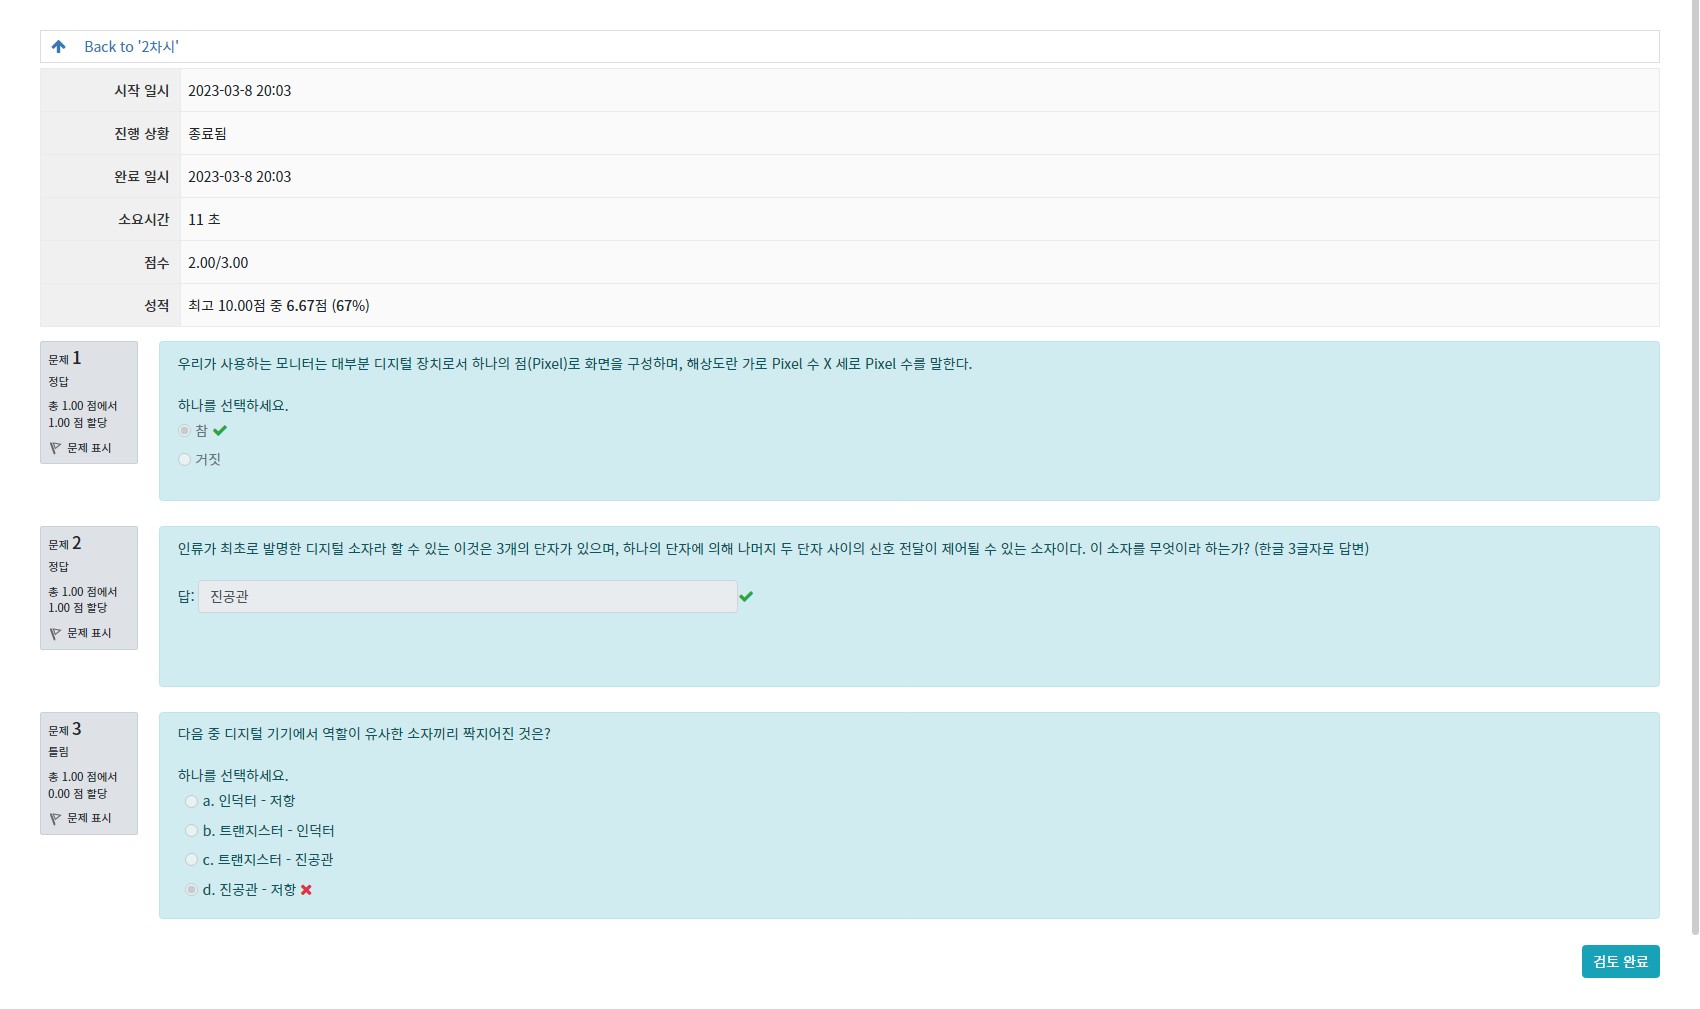 Back to '2차시'
시작 일시 2023-03-8 20:03
진행 상황 종료됨
완료 일시 2023-03-8 20:03
소요시간 11 초
점수 2.00/3.00
성적 최고 10.00점 중 6.67점 (67%)
문제 1
정답
총 1.00 점에서
1.00 점 할당
문제 표시
우리가 사용하는 모니터는 대부분 디지털 장치로서 하나의 점(Pixel)로 화면을 구성하며, 해상도란 가로 Pixel 수 X 세로 Pixel 수를 말한다.
하나를 선택하세요.
참
거짓
문제 2
정답
총 1.00 점에서
1.00 점 할당
문제 표시
인류가 최초로 발명한 디지털 소자라 할 수 있는 이것은 3개의 단자가 있으며, 하나의 단자에 의해 나머지 두 단자 사이의 신호 전달이 제어될 수 있는 소자이다. 이 소자를 무엇이라 하는가? (한글 3글자로 답변)
답: 진공관
문제 3
틀림
총 1.00 점에서
0.00 점 할당
문제 표시
다음 중 디지털 기기에서 역할이 유사한 소자끼리 짝지어진 것은?
하나를 선택하세요.
a. 인덕터 - 저항
b. 트랜지스터 - 인덕터
c. 트랜지스터 - 진공관
d. 진공관 - 저항
검토 완료